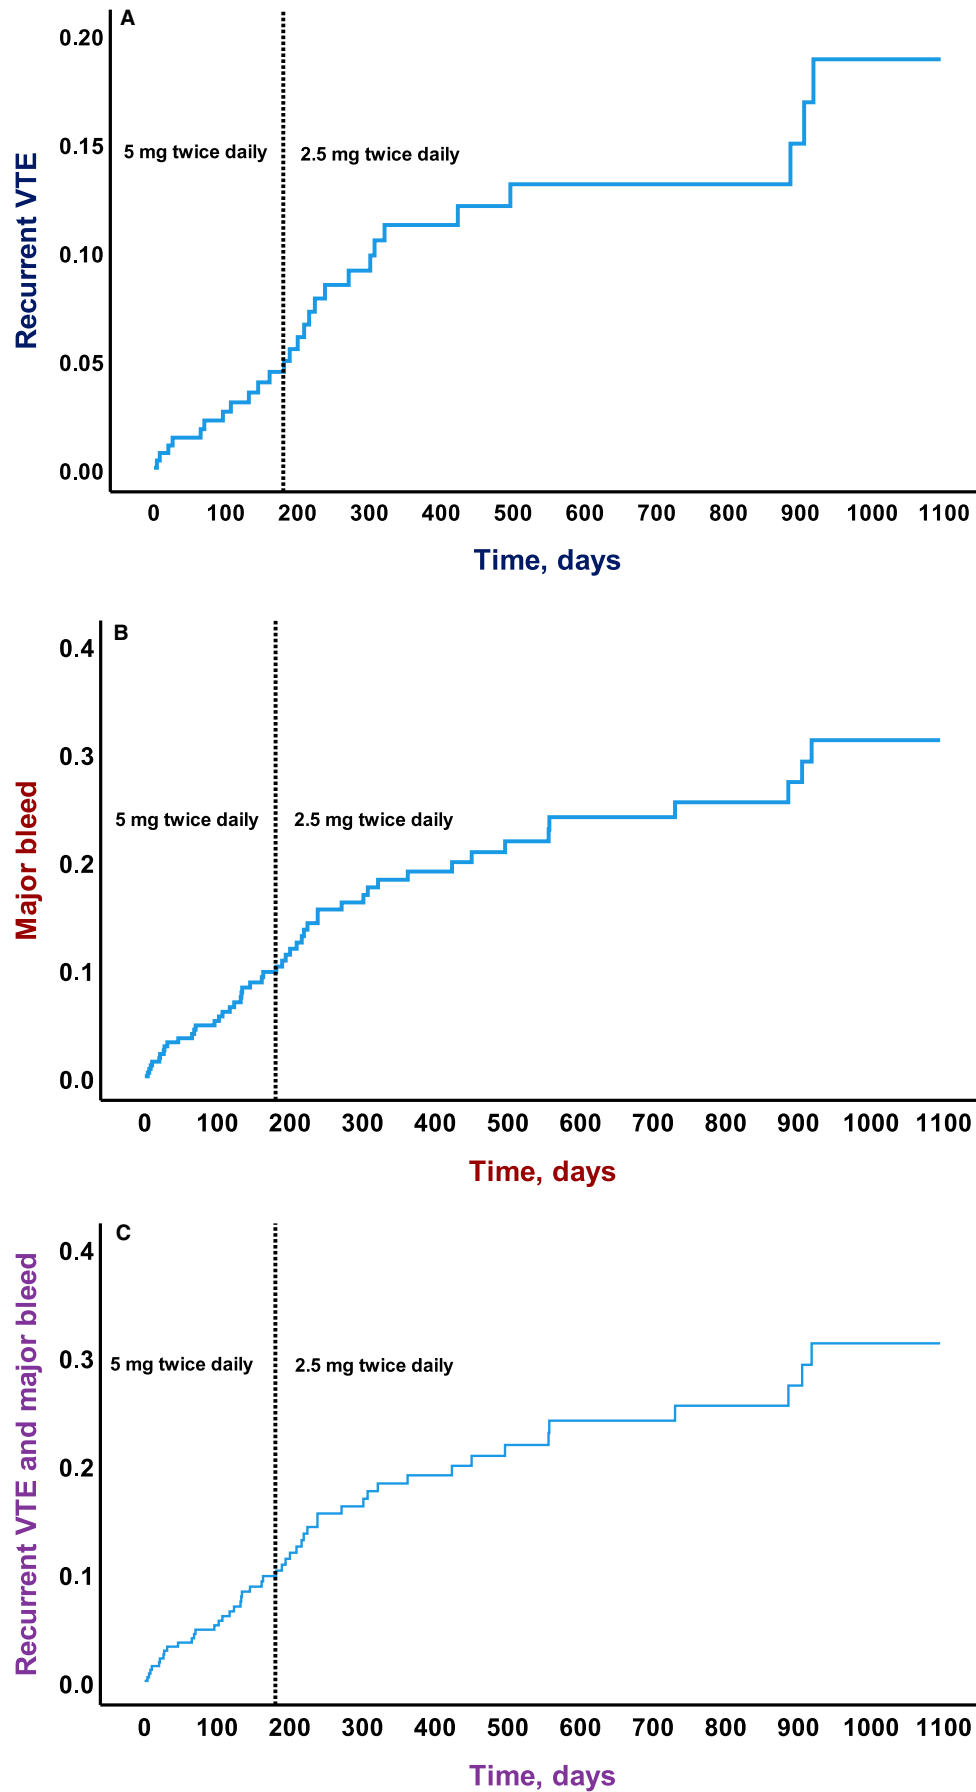 A
0.20
0.15
0.10
0.05
0.00
Recurrent VTE
5 mg twice daily
2.5 mg twice daily
0 100 200 300 400 500 600 700 800 900 1000 1100
Time, days
B
0.4
0.3
0.2
0.1
0.0
Major bleed
5 mg twice daily
2.5 mg twice daily
0 100 200 300 400 500 600 700 800 900 1000 1100
Time, days
C
0.4
0.3
0.2
0.1
0.0
Recurrent VTE and major bleed
5 mg twice daily
2.5 mg twice daily
0 100 200 300 400 500 600 700 800 900 1000 1100
Time, days